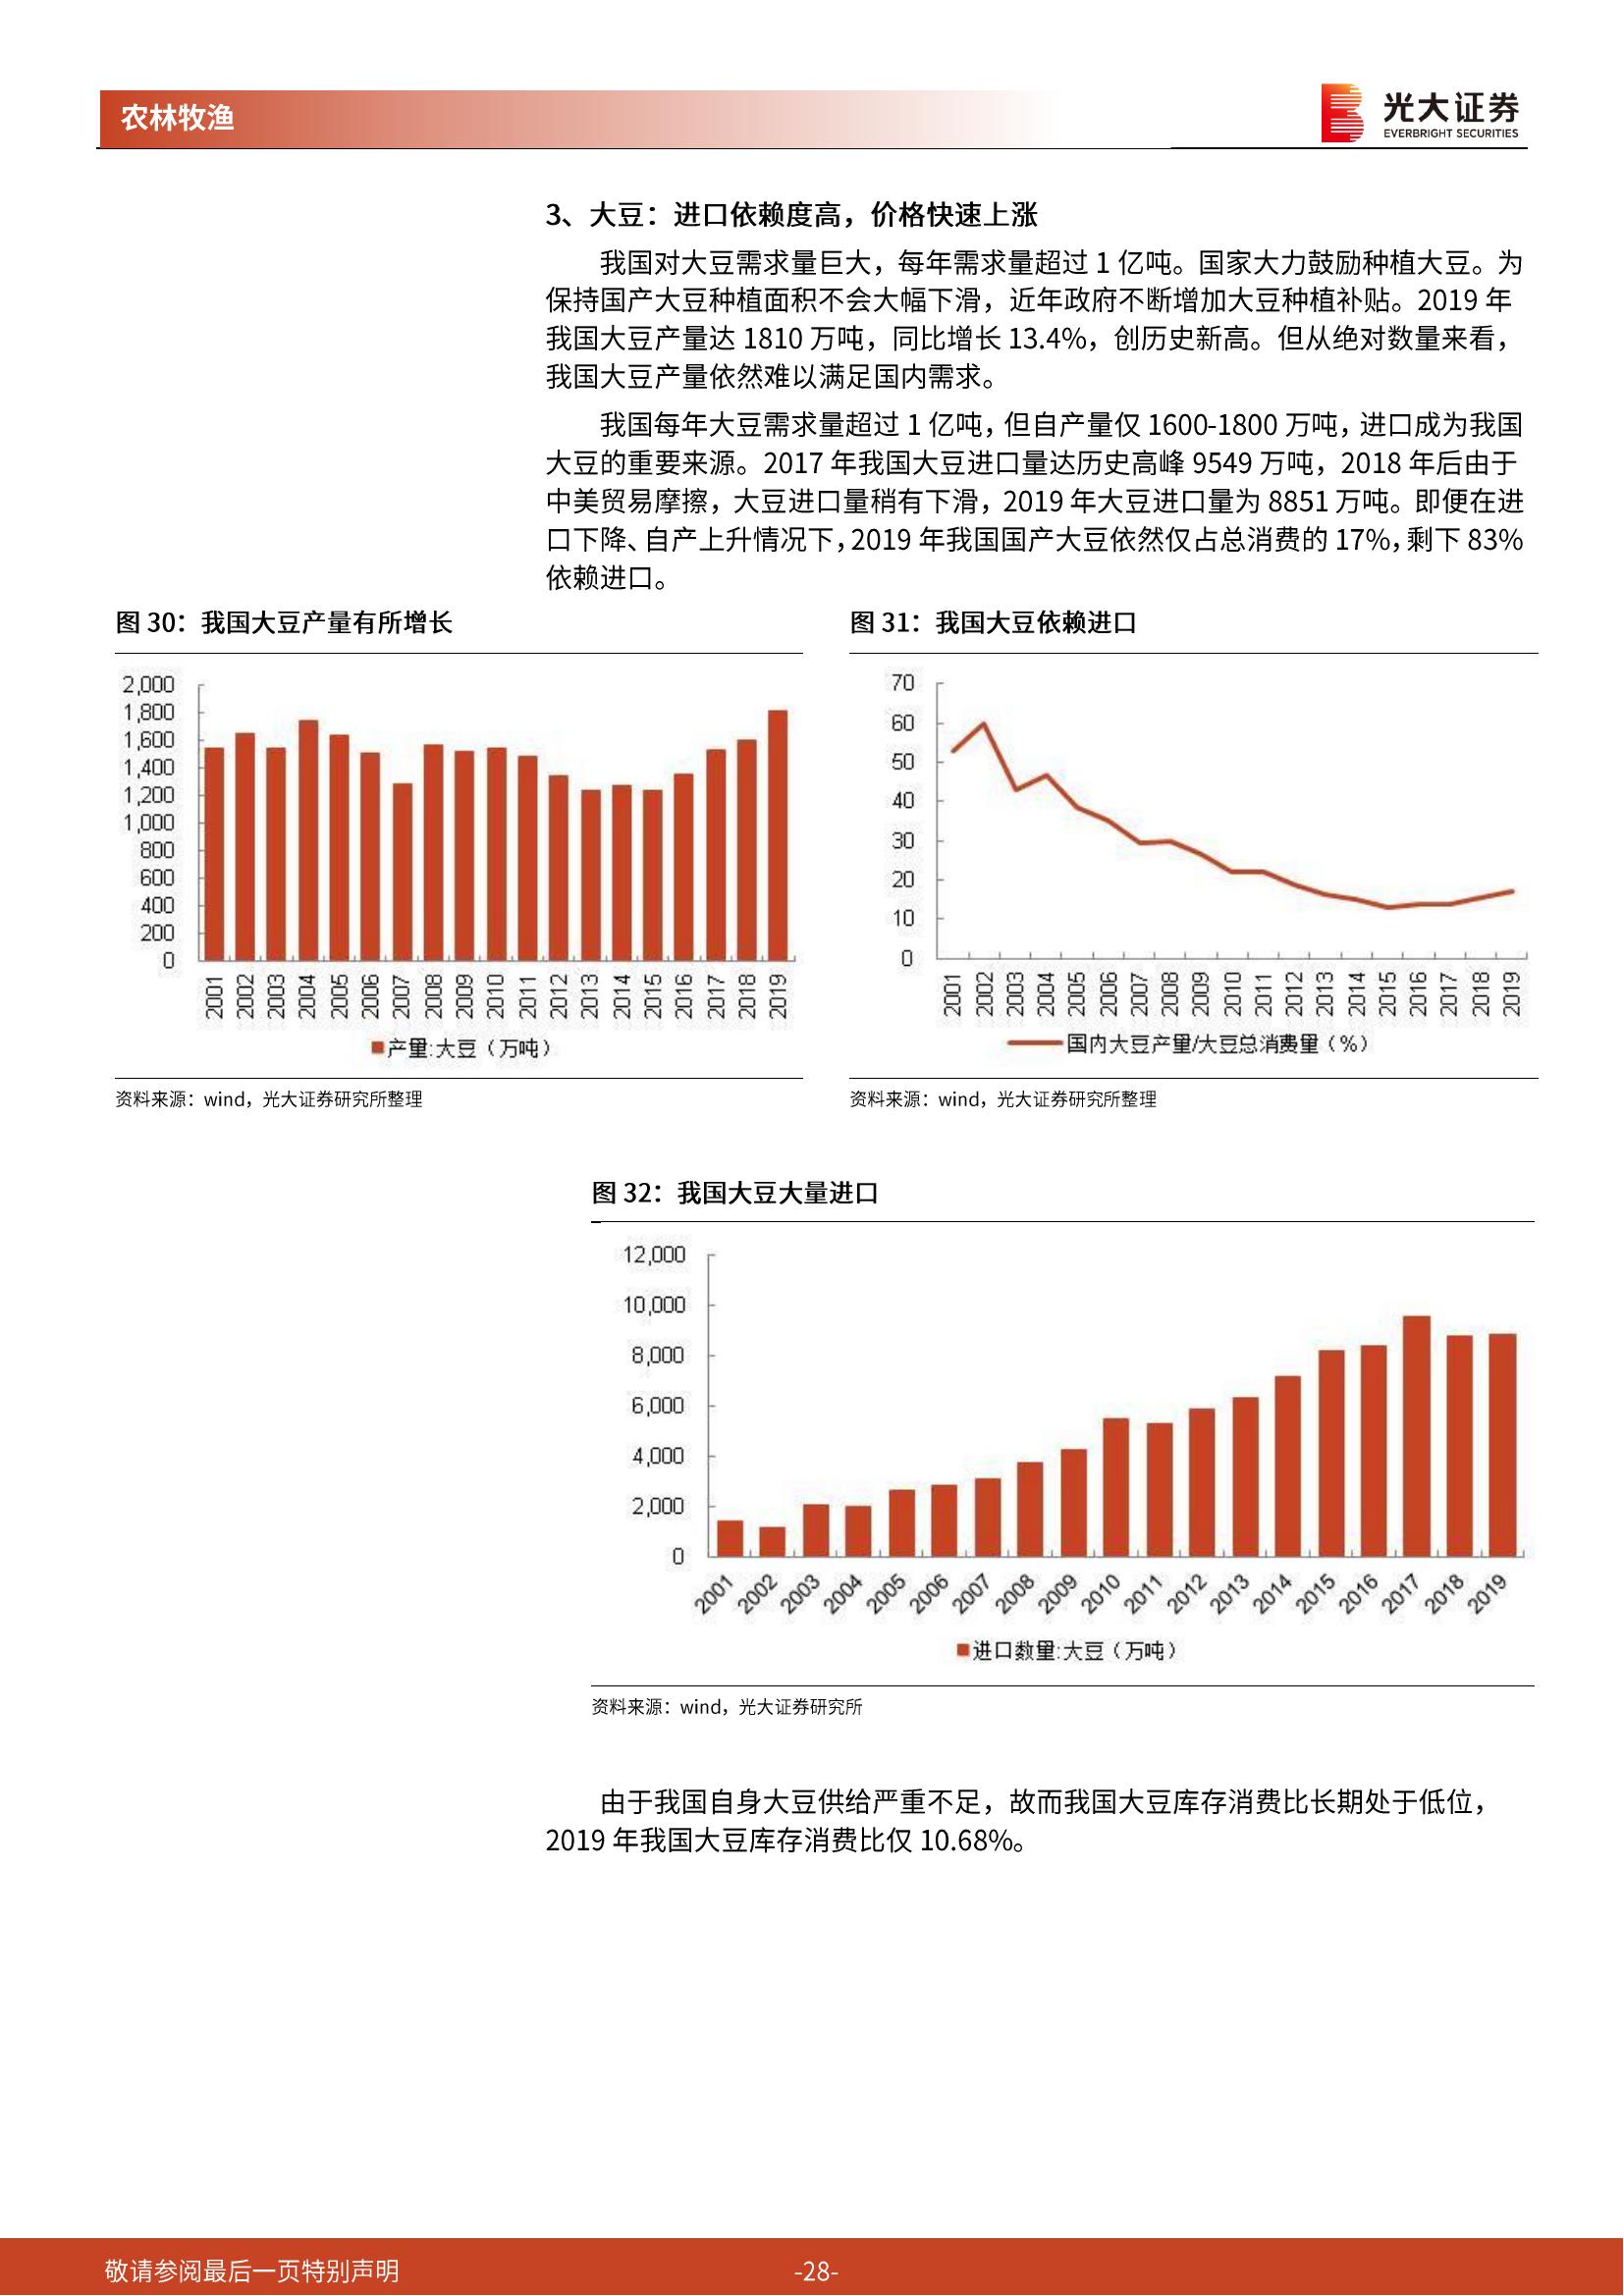 农林牧渔
光大证券
EVERBRIGHT SECURITIES
3、大豆：进口依赖度高，价格快速上涨
我国对大豆需求量巨大，每年需求量超过 1 亿吨。国家大力鼓励种植大豆。为
保持国产大豆种植面积不会大幅下滑，近年政府不断增加大豆种植补贴。2019 年
我国大豆产量达 1810 万吨，同比增长 13.4%，创历史新高。但从绝对数量来看，
我国大豆产量依然难以满足国内需求。
我国每年大豆需求量超过 1 亿吨，但自产量仅 1600-1800 万吨，进口成为我国
大豆的重要来源。2017 年我国大豆进口量达历史高峰 9549 万吨，2018 年后由于
中美贸易摩擦，大豆进口量稍有下滑，2019 年大豆进口量为 8851 万吨。即便在进
口下降、自产上升情况下，2019 年我国国产大豆依然仅占总消费的 17%，剩下 83%
依赖进口。
图 30：我国大豆产量有所增长
2,000
1,800
1,600
1,400
1,200
1,000
800
600
400
200
0
2001 2002 2003 2004 2005 2006 2007 2008 2009 2010 2011 2012 2013 2014 2015 2016 2017 2018 2019
产量:大豆（万吨）
资料来源：wind，光大证券研究所整理
图 31：我国大豆依赖进口
70
60
50
40
30
20
10
0
2001 2002 2003 2004 2005 2006 2007 2008 2009 2010 2011 2012 2013 2014 2015 2016 2017 2018 2019
国内大豆产量/大豆总消费量（%）
资料来源：wind，光大证券研究所整理
图 32：我国大豆大量进口
12,000
10,000
8,000
6,000
4,000
2,000
0
2001 2002 2003 2004 2005 2006 2007 2008 2009 2010 2011 2012 2013 2014 2015 2016 2017 2018 2019
进口数量:大豆（万吨）
资料来源：wind，光大证券研究所
由于我国自身大豆供给严重不足，故而我国大豆库存消费比长期处于低位，
2019 年我国大豆库存消费比仅 10.68%。
敬请参阅最后一页特别声明
-28-